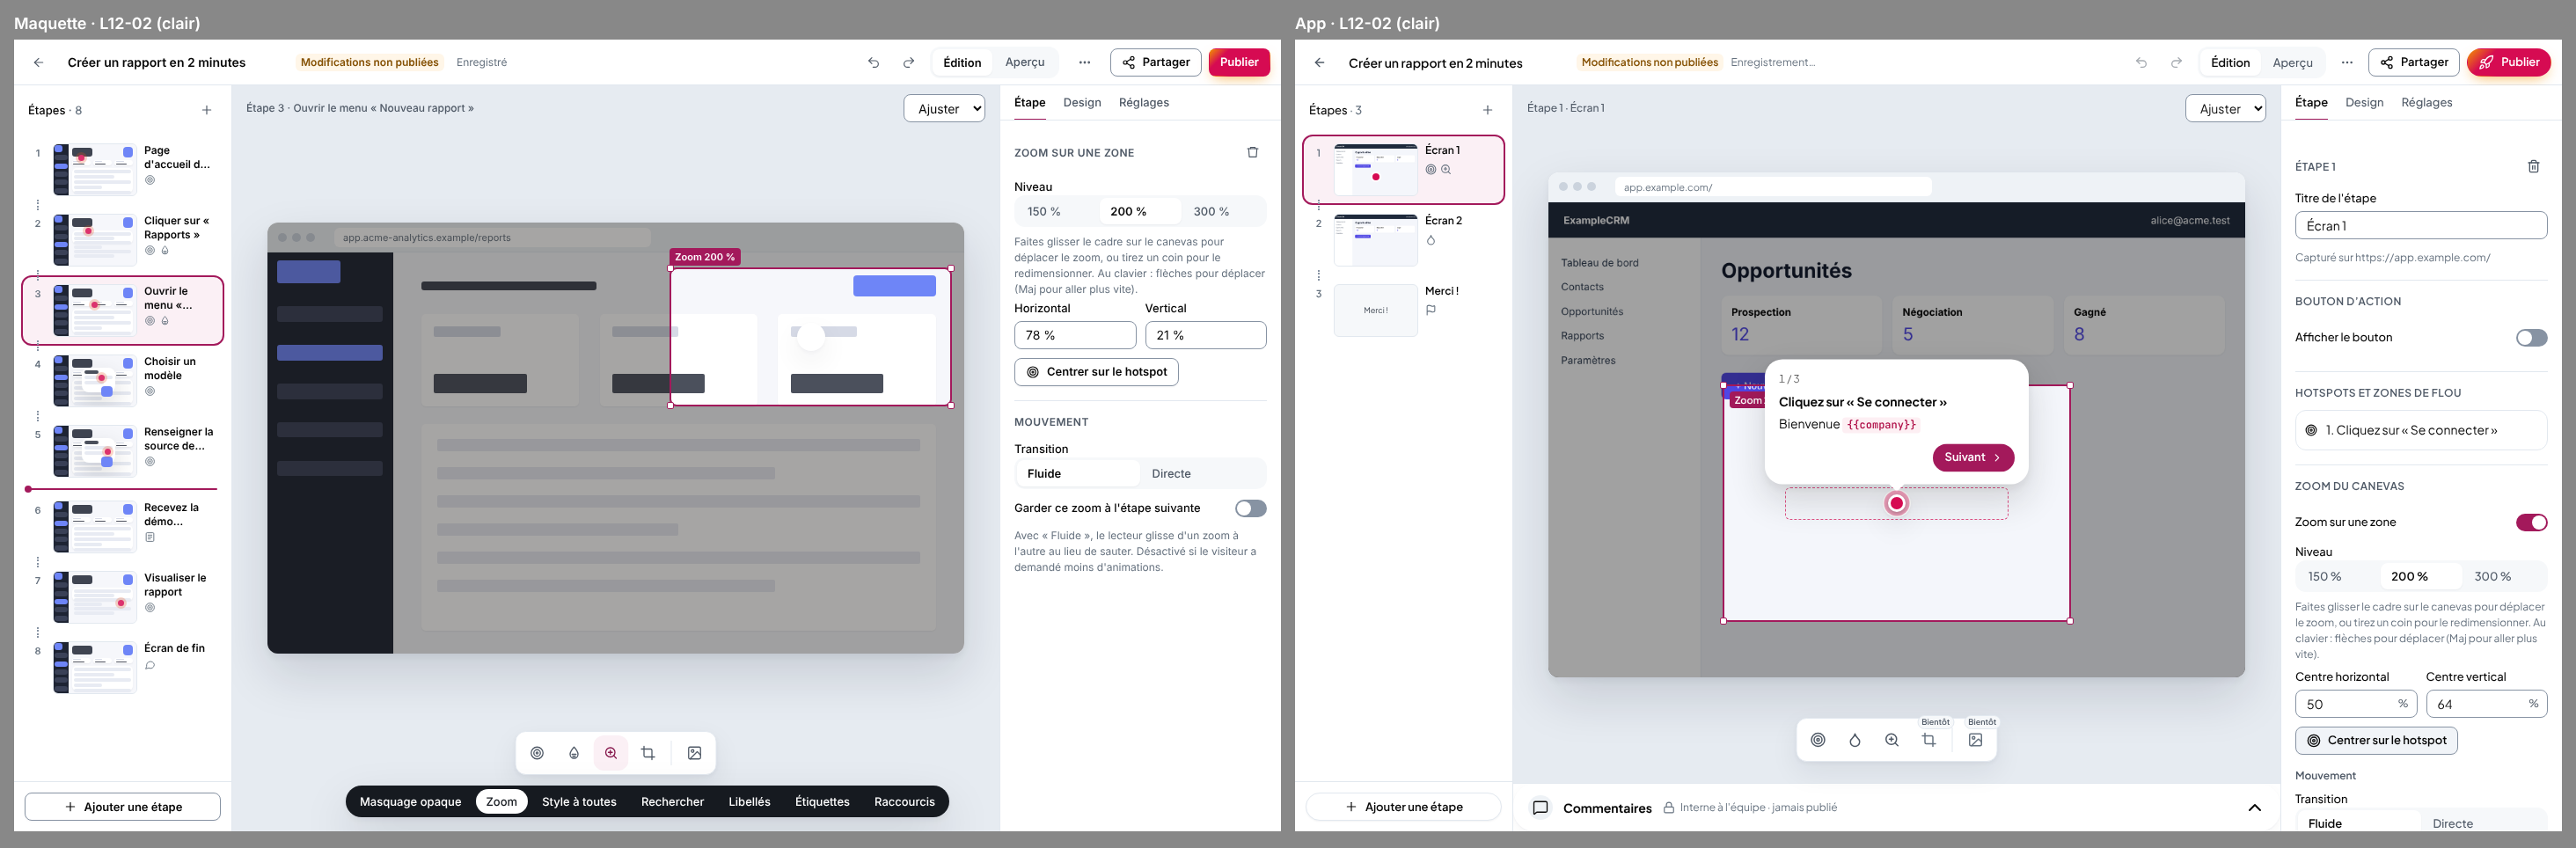 Maquette · L12-02 (clair)
Créer un rapport en 2 minutes
Modifications non publiées
Enregistré
Édition
Aperçu
Partager
Publier
Étapes · 8
1
Page
d'accueil d...
2
Cliquer sur «
Rapports »
3
Ouvrir le
menu «...
4
Choisir un
modèle
5
Renseigner la
source de...
6
Recevez la
démo...
7
Visualiser le
rapport
8
Écran de fin
Ajouter une étape
Étape 3 · Ouvrir le menu « Nouveau rapport »
Ajuster
app.acme-analytics.example/reports
Zoom 200 %
Masquage opaque
Zoom
Style à toutes
Rechercher
Libellés
Étiquettes
Raccourcis
Étape
Design
Réglages
ZOOM SUR UNE ZONE
Niveau
150 %
200 %
300 %
Faites glisser le cadre sur le canevas pour
déplacer le zoom, ou tirez un coin pour le
redimensionner. Au clavier : flèches pour déplacer
(Maj pour aller plus vite).
Horizontal
Vertical
78 %
21 %
Centrer sur le hotspot
MOUVEMENT
Transition
Fluide
Directe
Garder ce zoom à l'étape suivante
Avec « Fluide », le lecteur glisse d'un zoom à
l'autre au lieu de sauter. Désactivé si le visiteur a
demandé moins d'animations.
App · L12-02 (clair)
Créer un rapport en 2 minutes
Modifications non publiées
Enregistrement...
Édition
Aperçu
Partager
Publier
Étapes · 3
1
Écran 1
2
Écran 2
3
Merci !
Merci !
Ajouter une étape
Étape 1 · Écran 1
Ajuster
app.example.com/
ExampleCRM
alice@acme.test
Tableau de bord
Contacts
Opportunités
Rapports
Paramètres
Opportunités
Prospection
12
Négociation
5
Gagné
8
Zoom
1 / 3
Cliquez sur « Se connecter »
Bienvenue {{company}}
Suivant
Bientôt
Bientôt
Commentaires
Interne à l'équipe · jamais publié
Étape
Design
Réglages
ÉTAPE 1
Titre de l'étape
Écran 1
Capturé sur https://app.example.com/
BOUTON D'ACTION
Afficher le bouton
HOTSPOTS ET ZONES DE FLOU
1. Cliquez sur « Se connecter »
ZOOM DU CANEVAS
Zoom sur une zone
Niveau
150 %
200 %
300 %
Faites glisser le cadre sur le canevas pour déplacer
le zoom, ou tirez un coin pour le redimensionner. Au
clavier : flèches pour déplacer (Maj pour aller plus
vite).
Centre horizontal
Centre vertical
50 %
64 %
Centrer sur le hotspot
Mouvement
Transition
Fluide
Directe